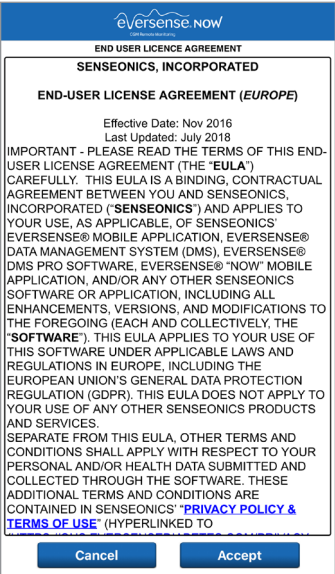 eversense NOW
CGM Remote Monitoring
END USER LICENCE AGREEMENT
SENSEONICS, INCORPORATED
END-USER LICENSE AGREEMENT (EUROPE)
Effective Date: Nov 2016
Last Updated: July 2018
IMPORTANT - PLEASE READ THE TERMS OF THIS END-
USER LICENSE AGREEMENT (THE “EULA”)
CAREFULLY. THIS EULA IS A BINDING, CONTRACTUAL
AGREEMENT BETWEEN YOU AND SENSEONICS,
INCORPORATED (“SENSEONICS”) AND APPLIES TO
YOUR USE, AS APPLICABLE, OF SENSEONICS’
EVERSENSE® MOBILE APPLICATION, EVERSENSE®
DATA MANAGEMENT SYSTEM (DMS), EVERSENSE®
DMS PRO SOFTWARE, EVERSENSE® “NOW” MOBILE
APPLICATION, AND/OR ANY OTHER SENSEONICS
SOFTWARE OR APPLICATION, INCLUDING ALL
ENHANCEMENTS, VERSIONS, AND MODIFICATIONS TO
THE FOREGOING (EACH AND COLLECTIVELY, THE
“SOFTWARE”). THIS EULA APPLIES TO YOUR USE OF
THIS SOFTWARE UNDER APPLICABLE LAWS AND
REGULATIONS IN EUROPE, INCLUDING THE
EUROPEAN UNION’S GENERAL DATA PROTECTION
REGULATION (GDPR). THIS EULA DOES NOT APPLY TO
YOUR USE OF ANY OTHER SENSEONICS PRODUCTS
AND SERVICES.
SEPARATE FROM THIS EULA, OTHER TERMS AND
CONDITIONS SHALL APPLY WITH RESPECT TO YOUR
PERSONAL AND/OR HEALTH DATA SUBMITTED AND
COLLECTED THROUGH THE SOFTWARE. THESE
ADDITIONAL TERMS AND CONDITIONS ARE
CONTAINED IN SENSEONICS’ “PRIVACY POLICY &
TERMS OF USE” (HYPERLINKED TO
Cancel
Accept